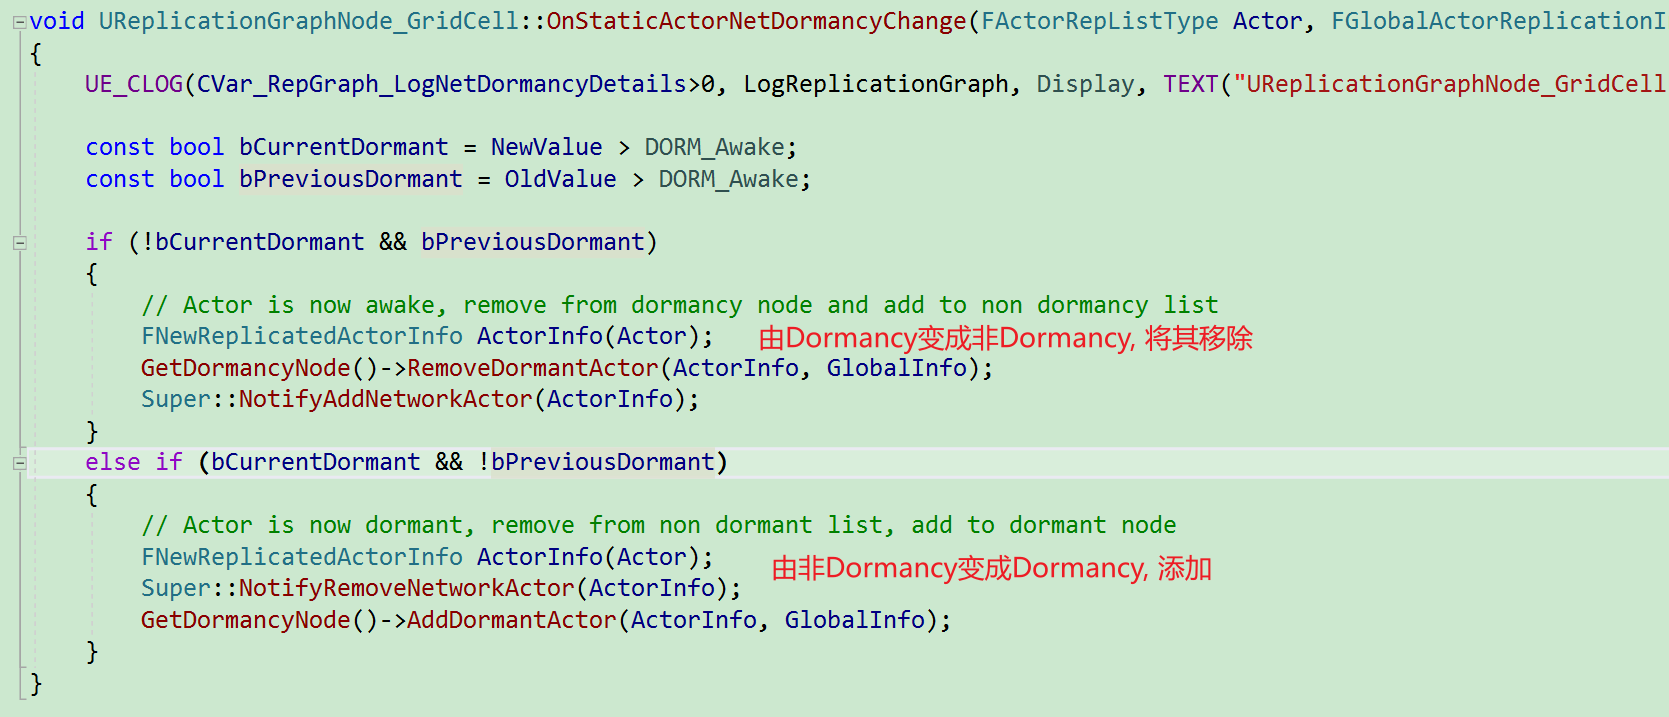 void UReplicationGraphNode_GridCell::OnStaticActorNetDormancyChange(FActorRepListType Actor, FGlobalActorReplicationI
{
UE_CLOG(CVar_RepGraph_LogNetDormancyDetails>0, LogReplicationGraph, Display, TEXT("UReplicationGraphNode_GridCell
const bool bCurrentDormant = NewValue > DORM_Awake;
const bool bPreviousDormant = OldValue > DORM_Awake;
if (!bCurrentDormant && bPreviousDormant)
{
// Actor is now awake, remove from dormancy node and add to non dormancy list
FNewReplicatedActorInfo ActorInfo(Actor);
由Dormancy变成非Dormancy, 将其移除
GetDormancyNode()->RemoveDormantActor(ActorInfo, GlobalInfo);
Super::NotifyAddNetworkActor(ActorInfo);
}
else if (bCurrentDormant && !bPreviousDormant)
{
// Actor is now dormant, remove from non dormant list, add to dormant node
FNewReplicatedActorInfo ActorInfo(Actor);
由非Dormancy变成Dormancy, 添加
Super::NotifyRemoveNetworkActor(ActorInfo);
GetDormancyNode()->AddDormantActor(ActorInfo, GlobalInfo);
}
}